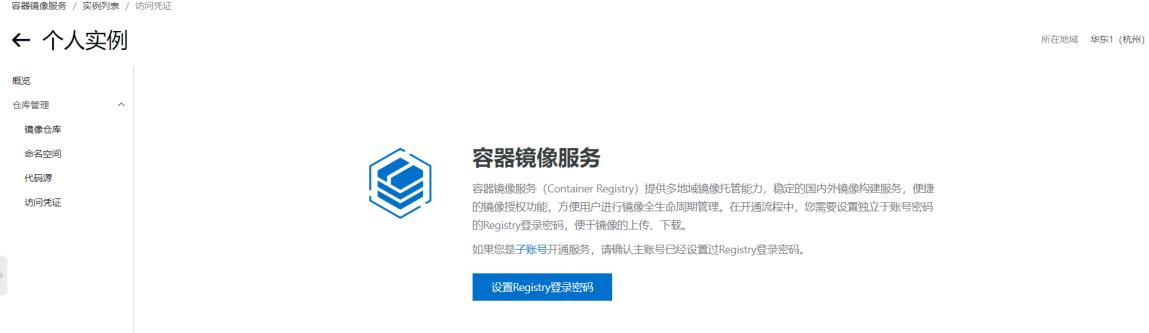 容器镜像服务 / 实例列表 / 访问凭证
← 个人实例
所在地域 华东1（杭州）
概览
仓库管理
镜像仓库
命名空间
代码源
访问凭证
容器镜像服务
容器镜像服务（Container Registry）提供多地域镜像托管能力，稳定的国内外镜像构建服务，便捷
的镜像授权功能，方便用户进行镜像全生命周期管理。在开通流程中，您需要设置独立于账号密码
的Registry登录密码，便于镜像的上传、下载。
如果您是子账号开通服务，请确认主账号已经设置过Registry登录密码。
设置Registry登录密码